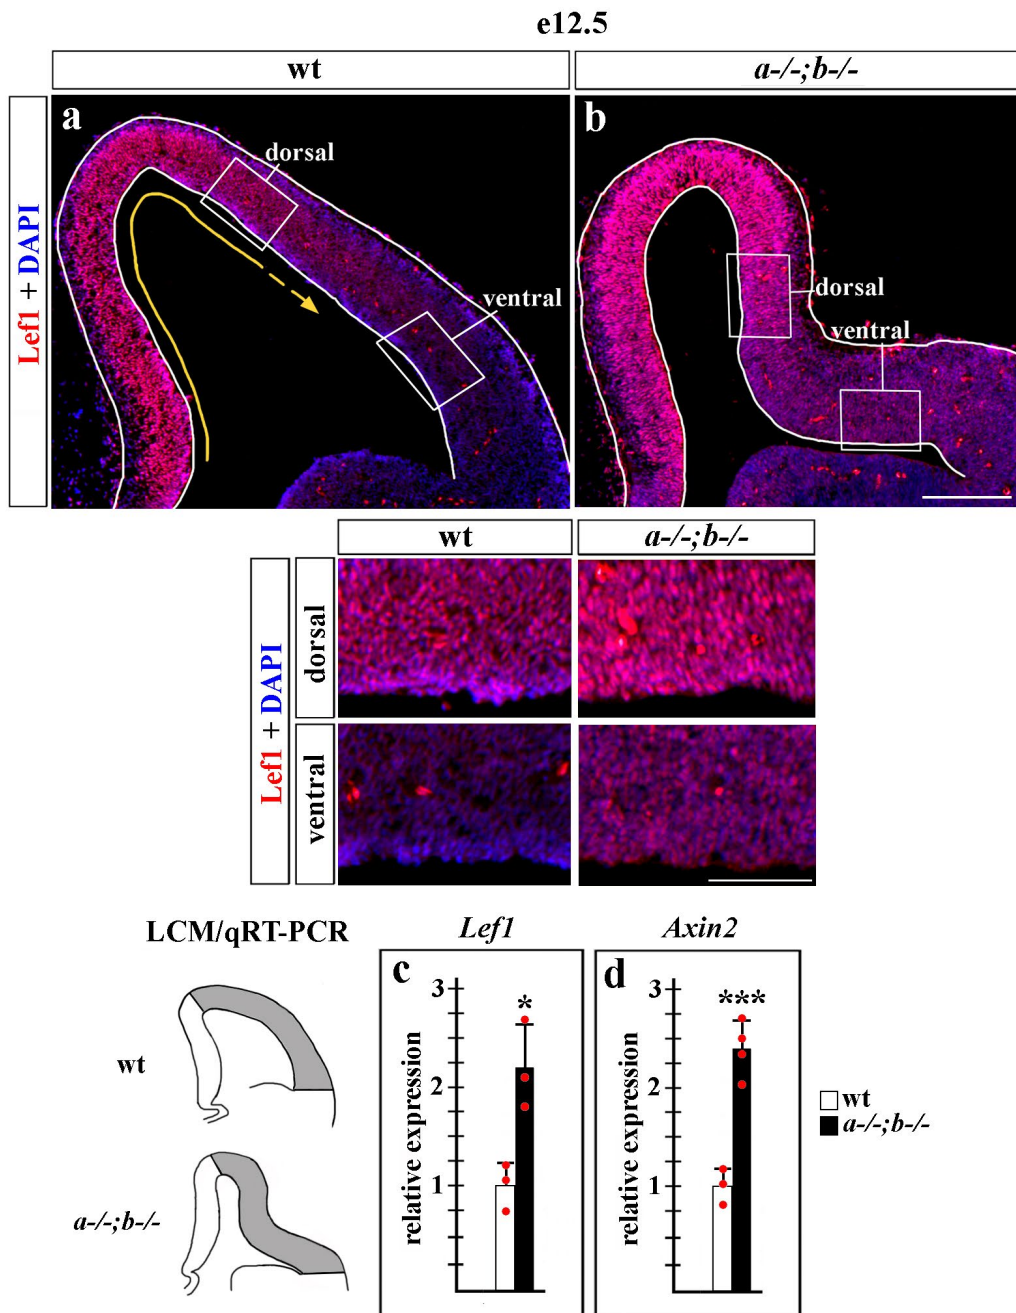 e12.5
wt
a-/-;b-/-
Lef1 + DAPI
a
dorsal
ventral
b
dorsal
ventral
wt
a-/-;b-/-
Lef1 + DAPI
dorsal
ventral
LCM/qRT-PCR
Lef1
Axin2
wt
a-/-;b-/-
c
relative expression
3
2
1
*
d
relative expression
3
2
1
***
wt
a-/-;b-/-